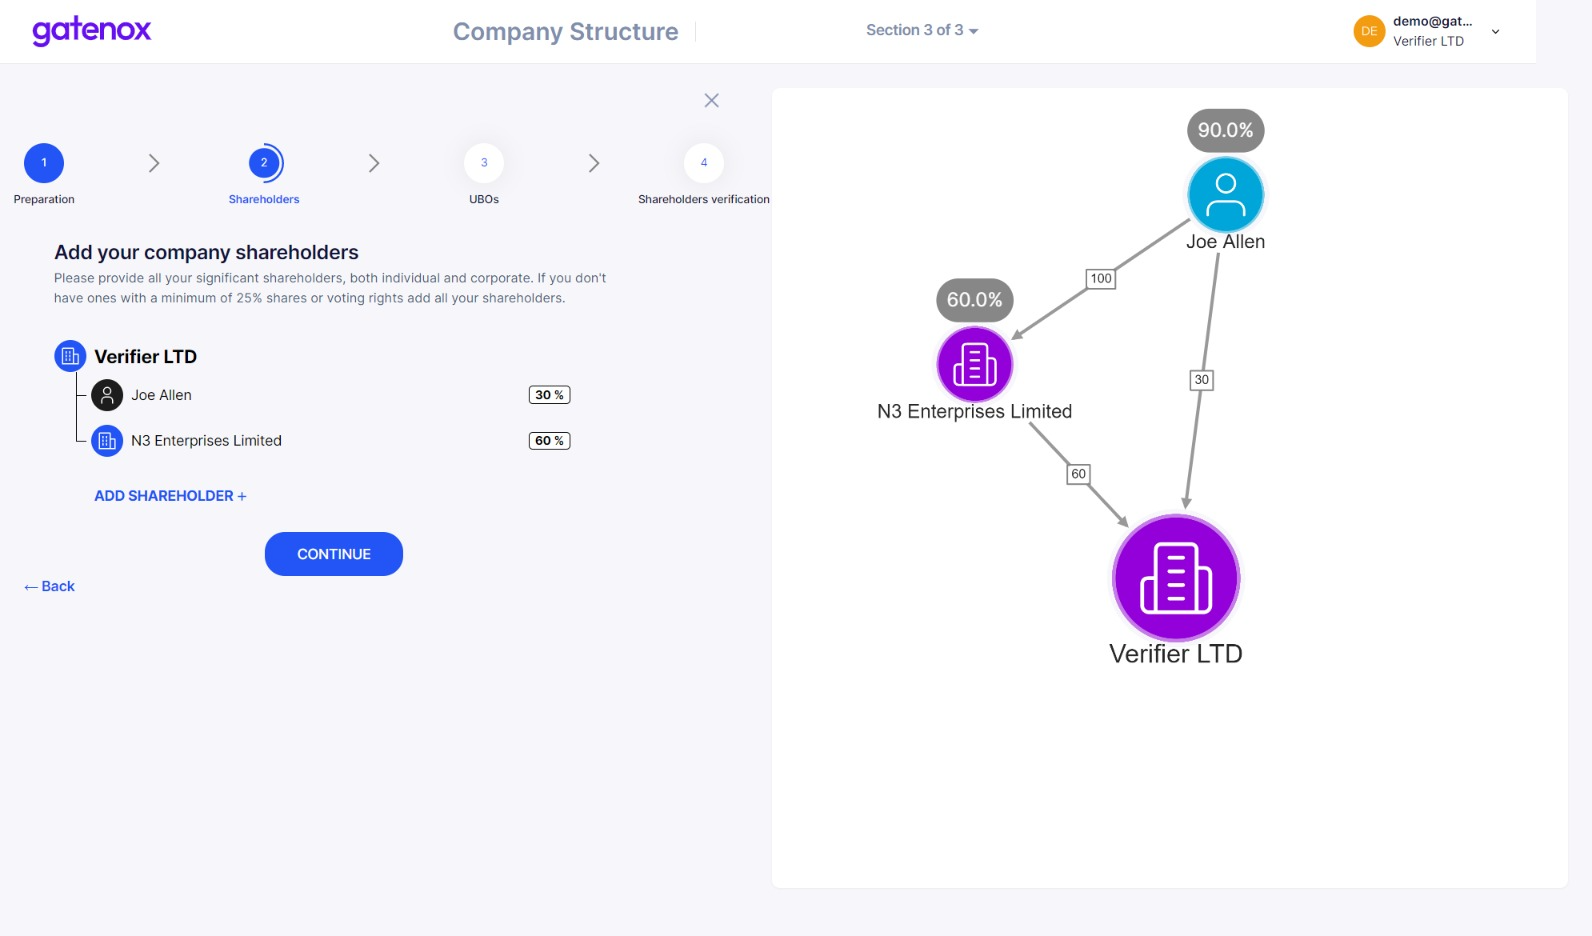 gatenox
Company Structure
Section 3 of 3
DE
demo@gat...
Verifier LTD
1
2
3
4
Preparation
Shareholders
UBOs
Shareholders verification
Add your company shareholders
Please provide all your significant shareholders, both individual and corporate. If you don't
have ones with a minimum of 25% shares or voting rights add all your shareholders.
Verifier LTD
Joe Allen
30 %
N3 Enterprises Limited
60 %
ADD SHAREHOLDER +
CONTINUE
← Back
90.0%
Joe Allen
100
60.0%
N3 Enterprises Limited
30
60
Verifier LTD